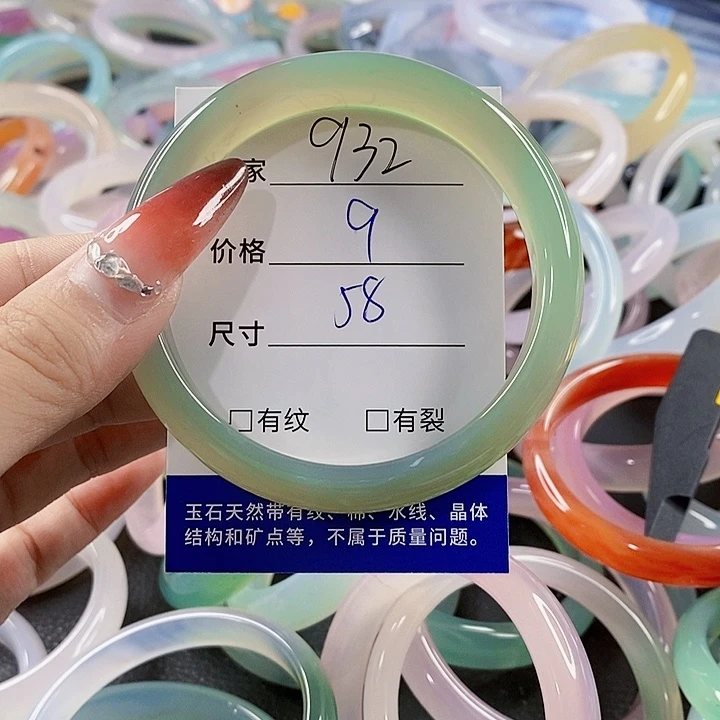 家 932
价格 9
尺寸 58
□有纹 □有裂
玉石天然带有纹、棉、水线、晶体
结构和矿点等，不属于质量问题。